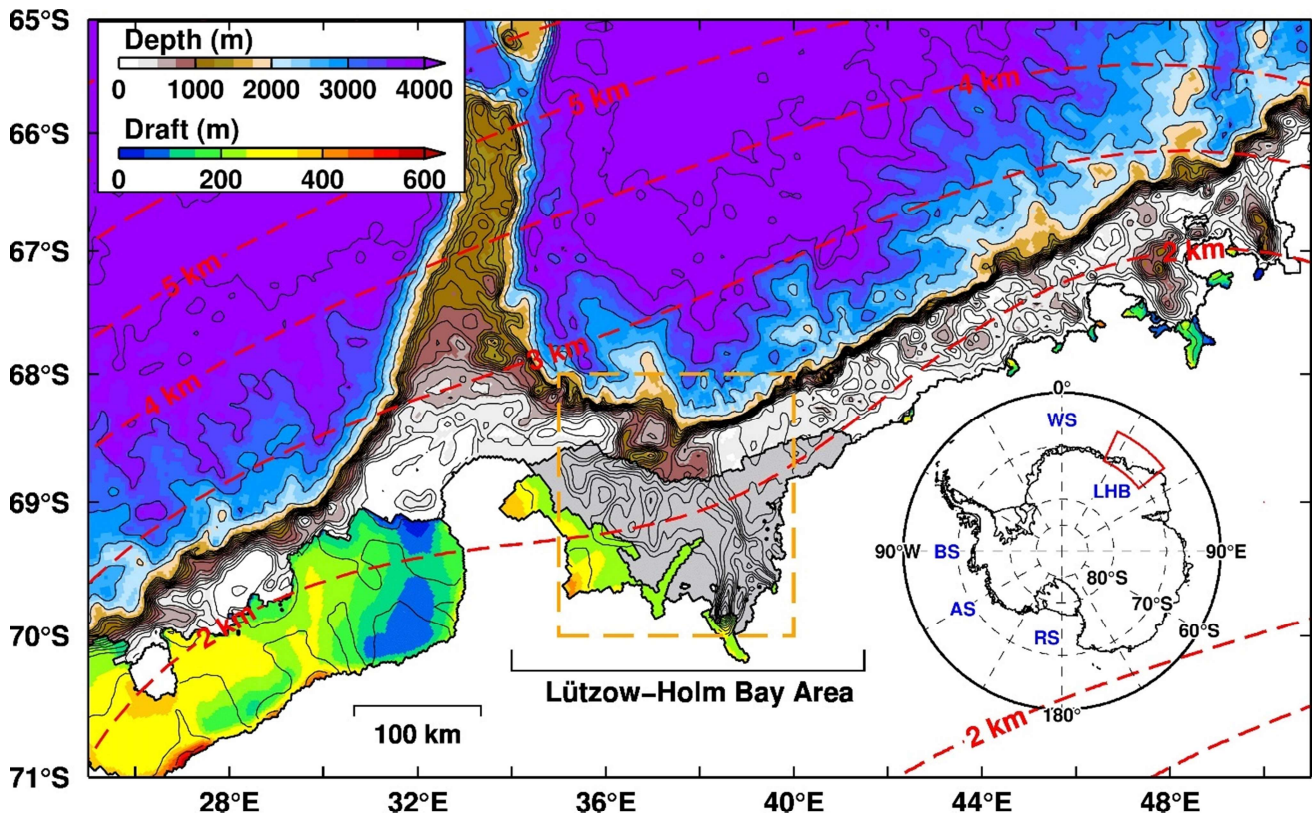 65°S
66°S
67°S
68°S
69°S
70°S
71°S
Depth (m)
0 1000 2000 3000 4000
Draft (m)
0 200 400 600
5 km
4 km
5 km
4 km
3 km
2 km
2 km
2 km
0°
WS
LHB
90°W
BS
90°E
80°S
AS
70°S
RS
60°S
180°
Lützow–Holm Bay Area
100 km
28°E 32°E 36°E 40°E 44°E 48°E